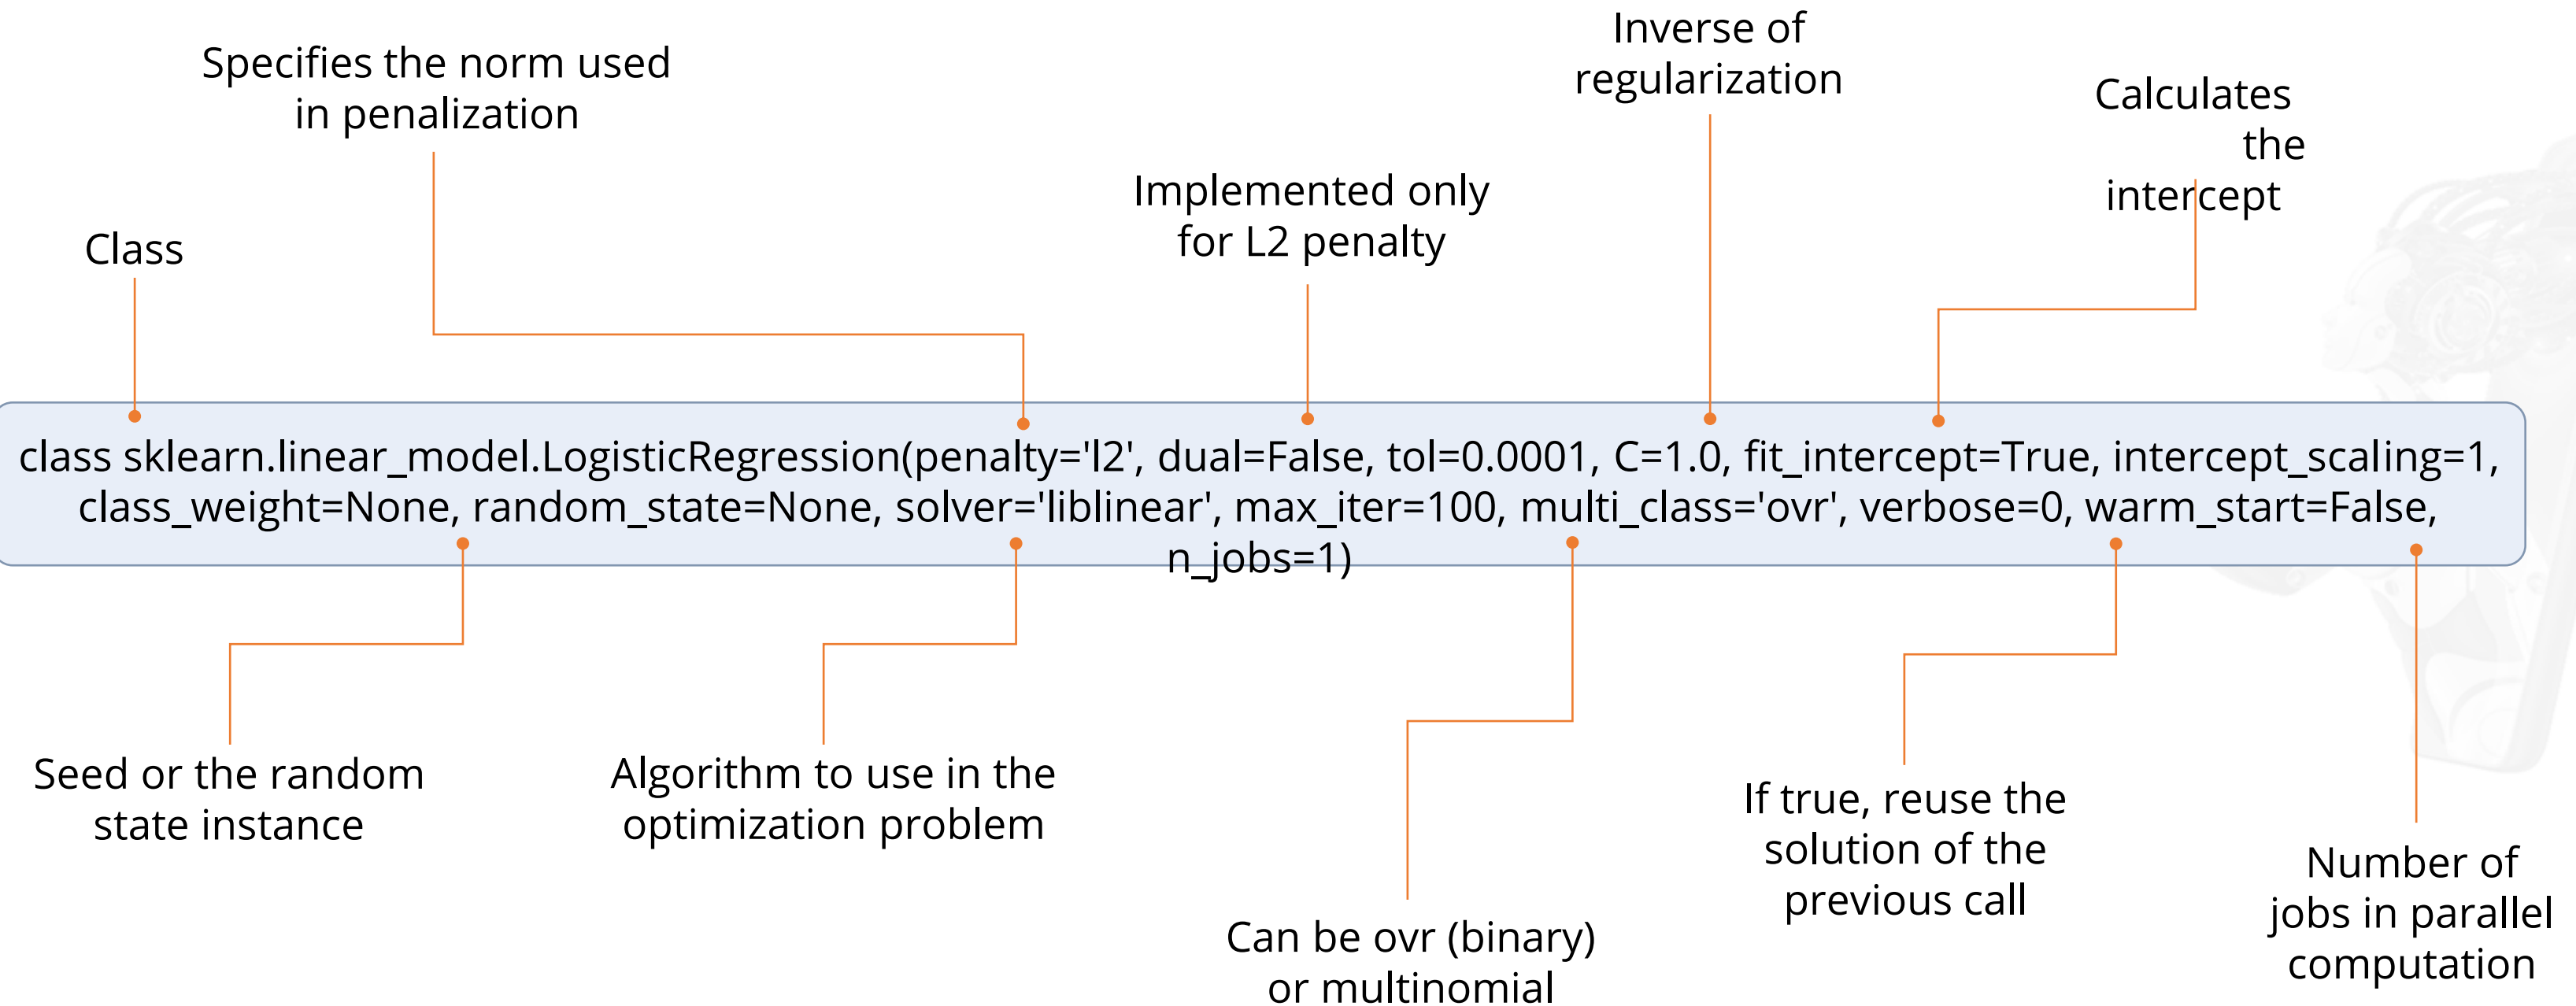 Inverse of
regularization
Specifies the norm used
in penalization
Calculates
the
intercept
Implemented only
for L2 penalty
Class
class sklearn.linear_model.LogisticRegression(penalty='l2', dual=False, tol=0.0001, C=1.0, fit_intercept=True, intercept_scaling=1,
class_weight=None, random_state=None, solver='liblinear', max_iter=100, multi_class='ovr', verbose=0, warm_start=False,
n_jobs=1)
Seed or the random
state instance
Algorithm to use in the
optimization problem
If true, reuse the
solution of the
previous call
Number of
jobs in parallel
computation
Can be ovr (binary)
or multinomial